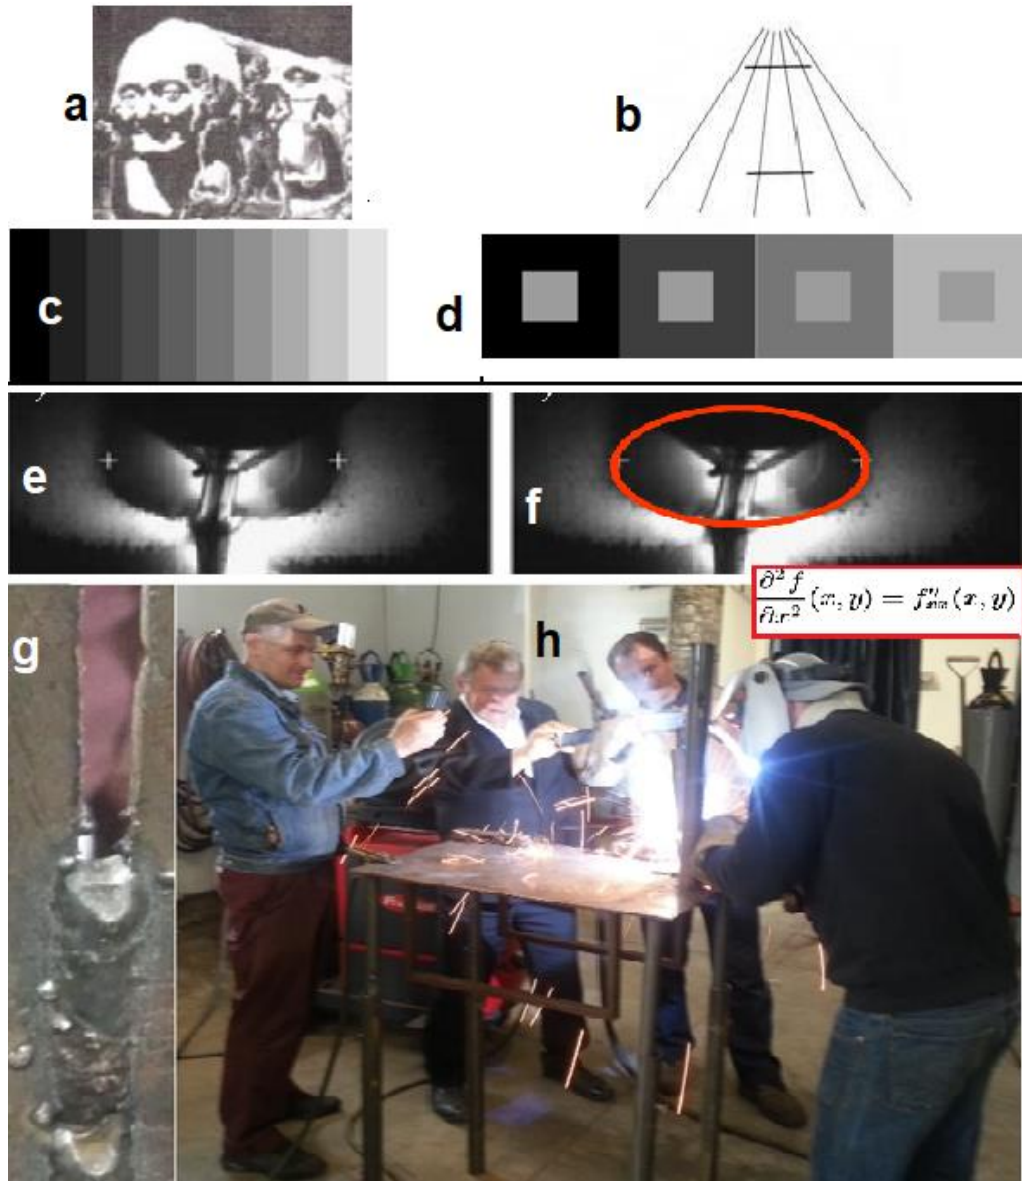 a
b
c
d
e
f
∂²f/∂x² (x, y) = f″ₓₓ(x, y)
g
h